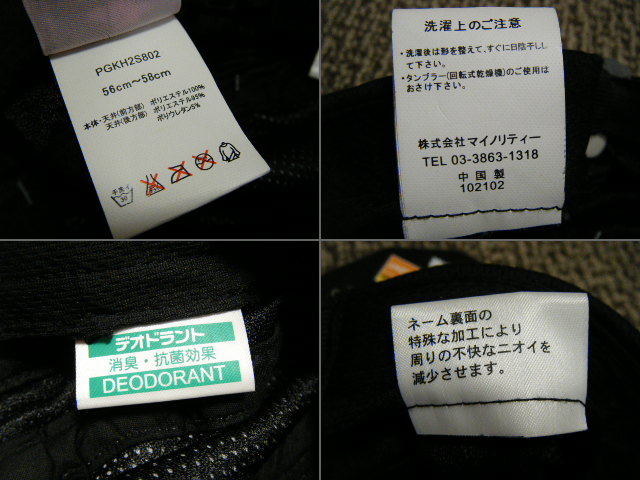 PGKH2S802
56cm～58cm
本体・天井(前方部) ポリエステル100%
天井(後方部) ポリエステル95%
ポリウレタン5%
手洗イ
30
洗濯上のご注意
・洗濯後は形を整えて、すぐに日陰干しして下さい。
・タンブラー(回転式乾燥機)のご使用はおさけ下さい。
株式会社マイノリティー
TEL 03-3863-1318
中国製
102102
デオドラント
消臭・抗菌効果
DEODORANT
ネーム裏面の
特殊な加工により
周りの不快なニオイを
減少させます。